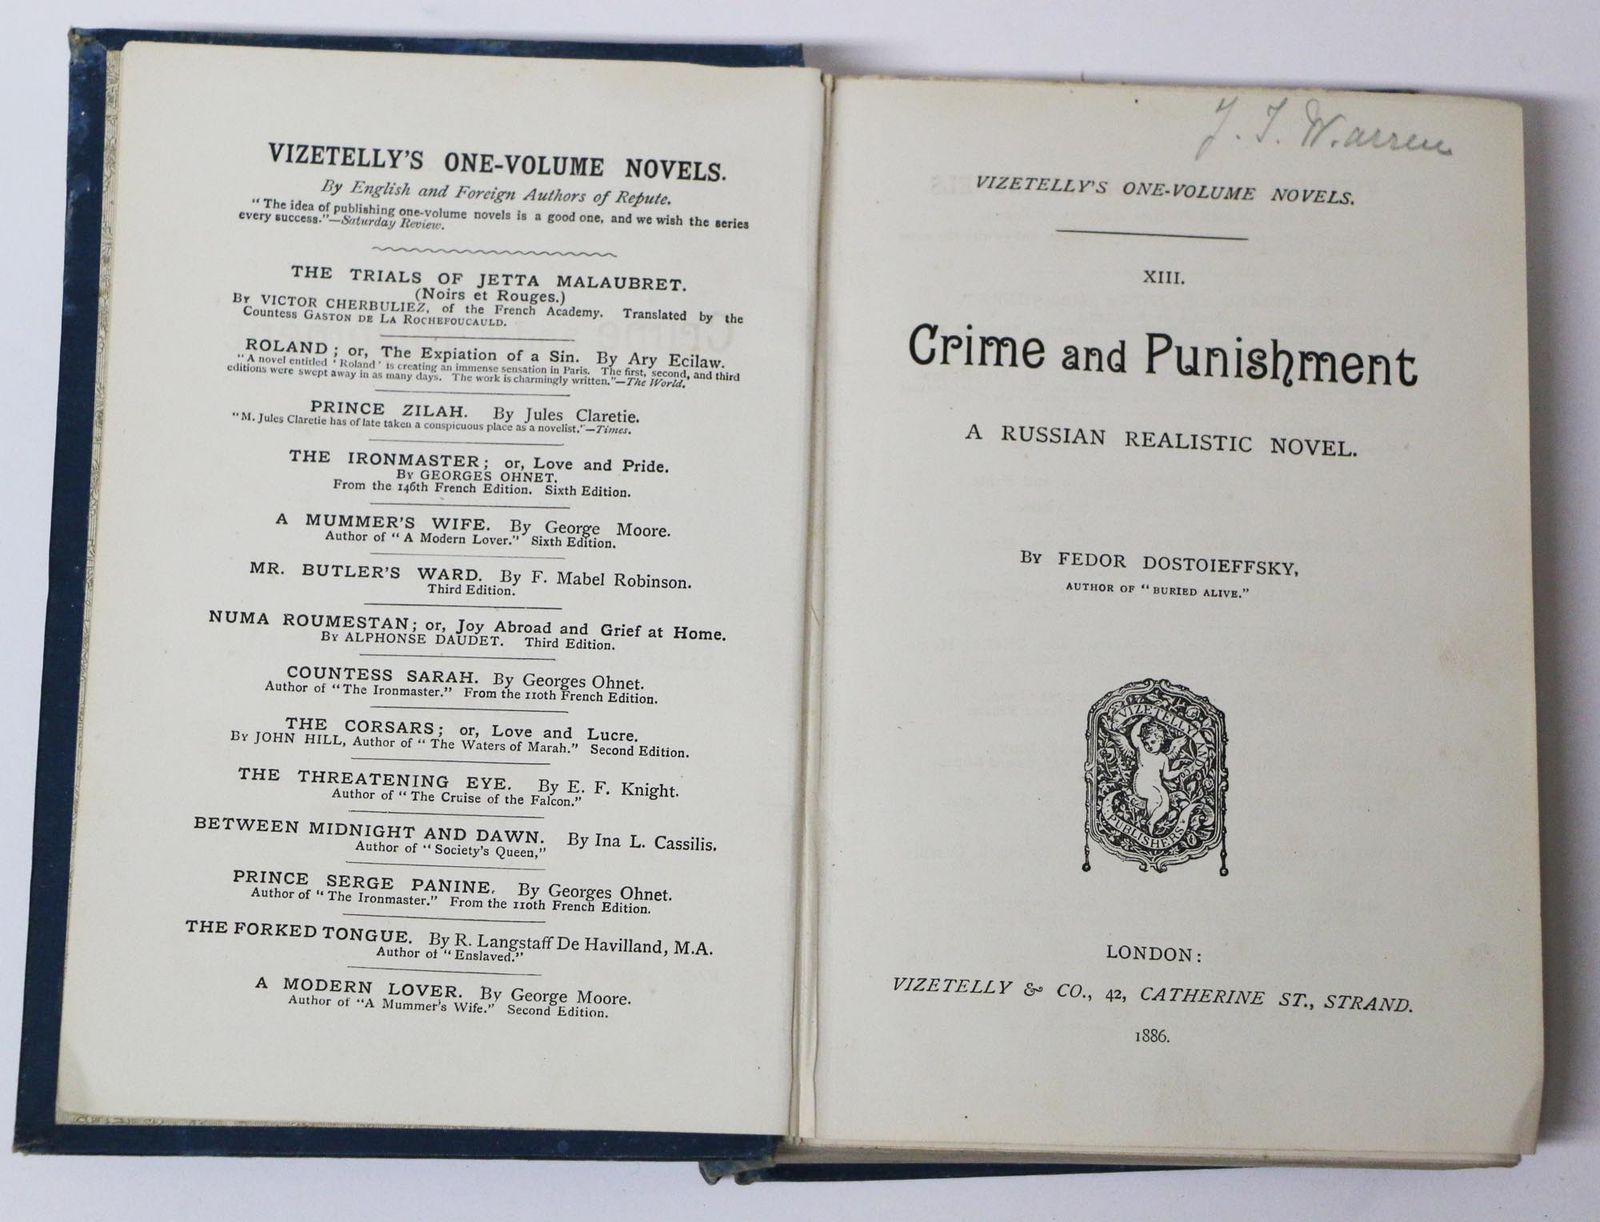 VIZETELLY'S ONE-VOLUME NOVELS.
By English and Foreign Authors of Repute.
"The idea of publishing one-volume novels is a good one, and we wish the series
every success."—Saturday Review.
THE TRIALS OF JETTA MALAUBRET.
(Noirs et Rouges.)
By VICTOR CHERBULIEZ, of the French Academy. Translated by the
Countess GASTON DE LA ROCHEFOUCAULD.
ROLAND; or, The Expiation of a Sin. By Ary Ecilaw.
"A novel entitled 'Roland' is creating an immense sensation in Paris. The first, second, and third
editions were swept away in as many days. The work is charmingly written."—The World.
PRINCE ZILAH. By Jules Claretie.
"M. Jules Claretie has of late taken a conspicuous place as a novelist."—Times.
THE IRONMASTER; or, Love and Pride.
By GEORGES OHNET.
From the 146th French Edition. Sixth Edition.
A MUMMER'S WIFE. By George Moore.
Author of "A Modern Lover." Sixth Edition.
MR. BUTLER'S WARD. By F. Mabel Robinson.
Third Edition.
NUMA ROUMESTAN; or, Joy Abroad and Grief at Home.
By ALPHONSE DAUDET. Third Edition.
COUNTESS SARAH. By Georges Ohnet.
Author of "The Ironmaster." From the 110th French Edition.
THE CORSARS; or, Love and Lucre.
By JOHN HILL, Author of "The Waters of Marah." Second Edition.
THE THREATENING EYE. By E. F. Knight.
Author of "The Cruise of the Falcon."
BETWEEN MIDNIGHT AND DAWN. By Ina L. Cassilis.
Author of "Society's Queen,"
PRINCE SERGE PANINE. By Georges Ohnet.
Author of "The Ironmaster." From the 110th French Edition.
THE FORKED TONGUE. By R. Langstaff De Havilland, M.A.
Author of "Enslaved."
A MODERN LOVER. By George Moore.
Author of "A Mummer's Wife." Second Edition.
J. T. Warren
VIZETELLY'S ONE-VOLUME NOVELS.
XIII.
Crime and Punishment
A RUSSIAN REALISTIC NOVEL.
By FEDOR DOSTOIEFFSKY,
AUTHOR OF "BURIED ALIVE."
VIZETELLY
PUBLISHERS
LONDON:
VIZETELLY & CO., 42, CATHERINE ST., STRAND.
1886.